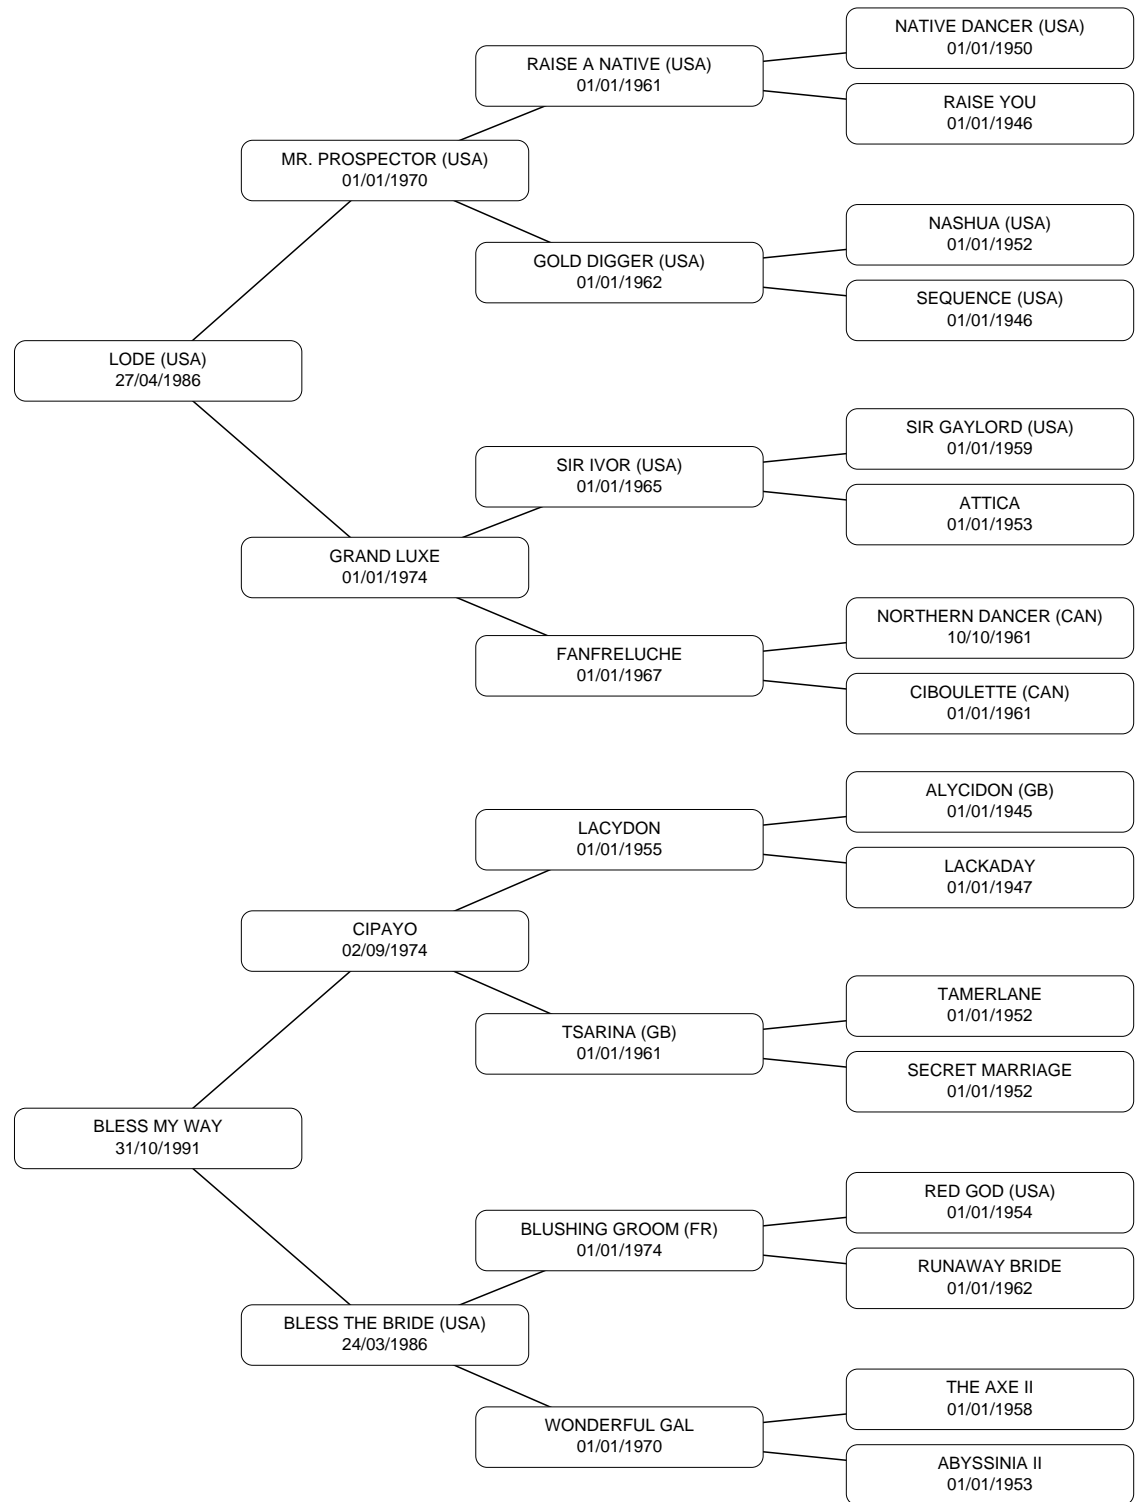 NATIVE DANCER (USA)
01/01/1950
RAISE A NATIVE (USA)
01/01/1961
RAISE YOU
01/01/1946
MR. PROSPECTOR (USA)
01/01/1970
NASHUA (USA)
01/01/1952
GOLD DIGGER (USA)
01/01/1962
SEQUENCE (USA)
01/01/1946
LODE (USA)
27/04/1986
SIR GAYLORD (USA)
01/01/1959
SIR IVOR (USA)
01/01/1965
ATTICA
01/01/1953
GRAND LUXE
01/01/1974
NORTHERN DANCER (CAN)
10/10/1961
FANFRELUCHE
01/01/1967
CIBOULETTE (CAN)
01/01/1961
ALYCIDON (GB)
01/01/1945
LACYDON
01/01/1955
LACKADAY
01/01/1947
CIPAYO
02/09/1974
TAMERLANE
01/01/1952
TSARINA (GB)
01/01/1961
SECRET MARRIAGE
01/01/1952
BLESS MY WAY
31/10/1991
RED GOD (USA)
01/01/1954
BLUSHING GROOM (FR)
01/01/1974
RUNAWAY BRIDE
01/01/1962
BLESS THE BRIDE (USA)
24/03/1986
THE AXE II
01/01/1958
WONDERFUL GAL
01/01/1970
ABYSSINIA II
01/01/1953